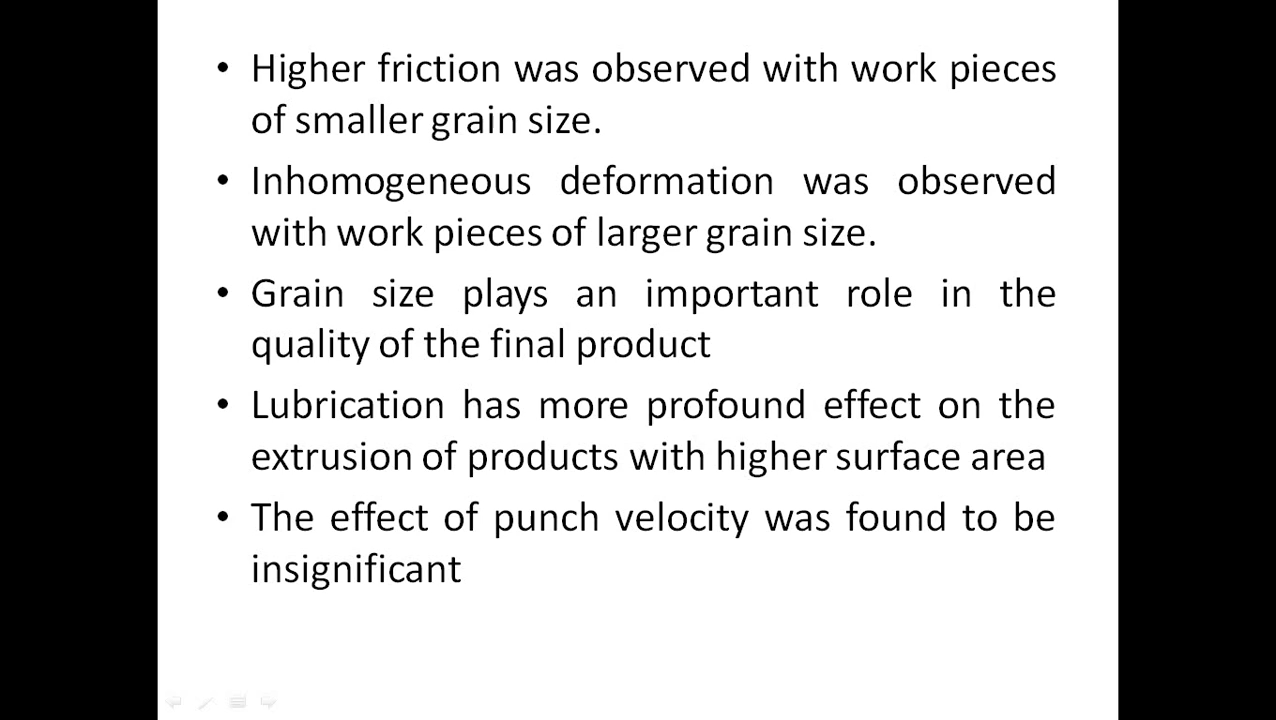 • Higher friction was observed with work pieces
of smaller grain size.
• Inhomogeneous deformation was observed
with work pieces of larger grain size.
• Grain size plays an important role in the
quality of the final product
• Lubrication has more profound effect on the
extrusion of products with higher surface area
• The effect of punch velocity was found to be
insignificant